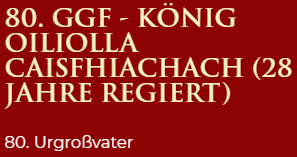 80. GGF - KÖNIG
OILIOLLA
CAISFHIACHACH (28
JAHRE REGIERT)
80. Urgroßvater